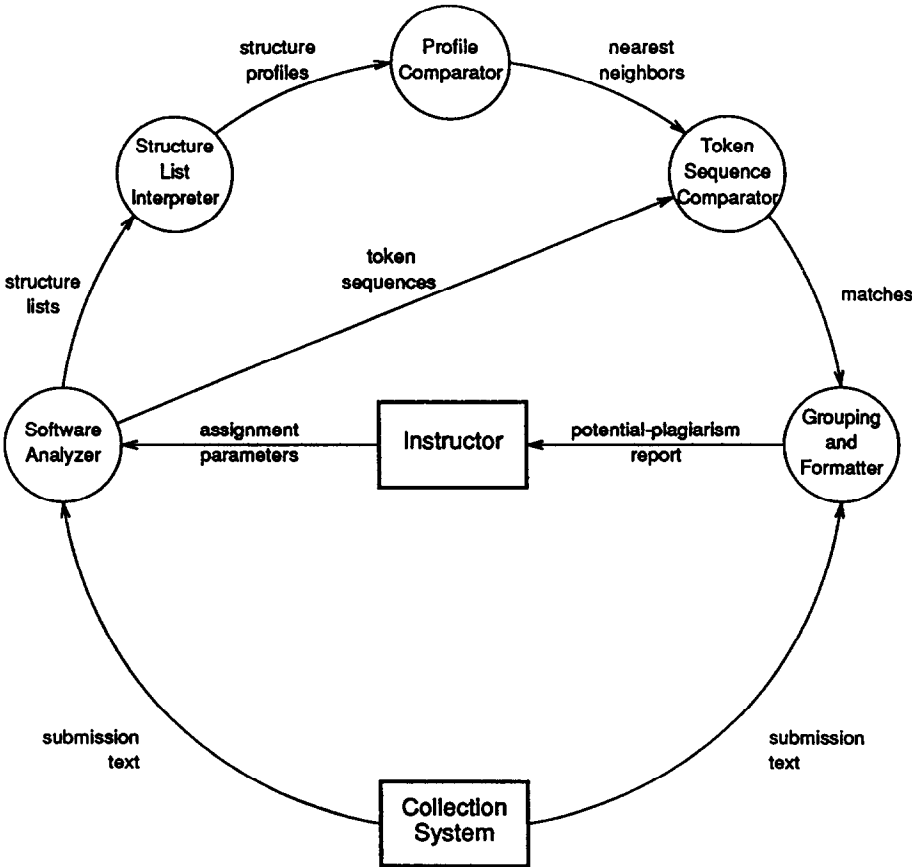 structure
profiles
Profile
Comparator
nearest
neighbors
Structure
List
Interpreter
Token
Sequence
Comparator
structure
lists
token
sequences
matches
Software
Analyzer
assignment
parameters
Instructor
potential-plagiarism
report
Grouping
and
Formatter
submission
text
Collection
System
submission
text